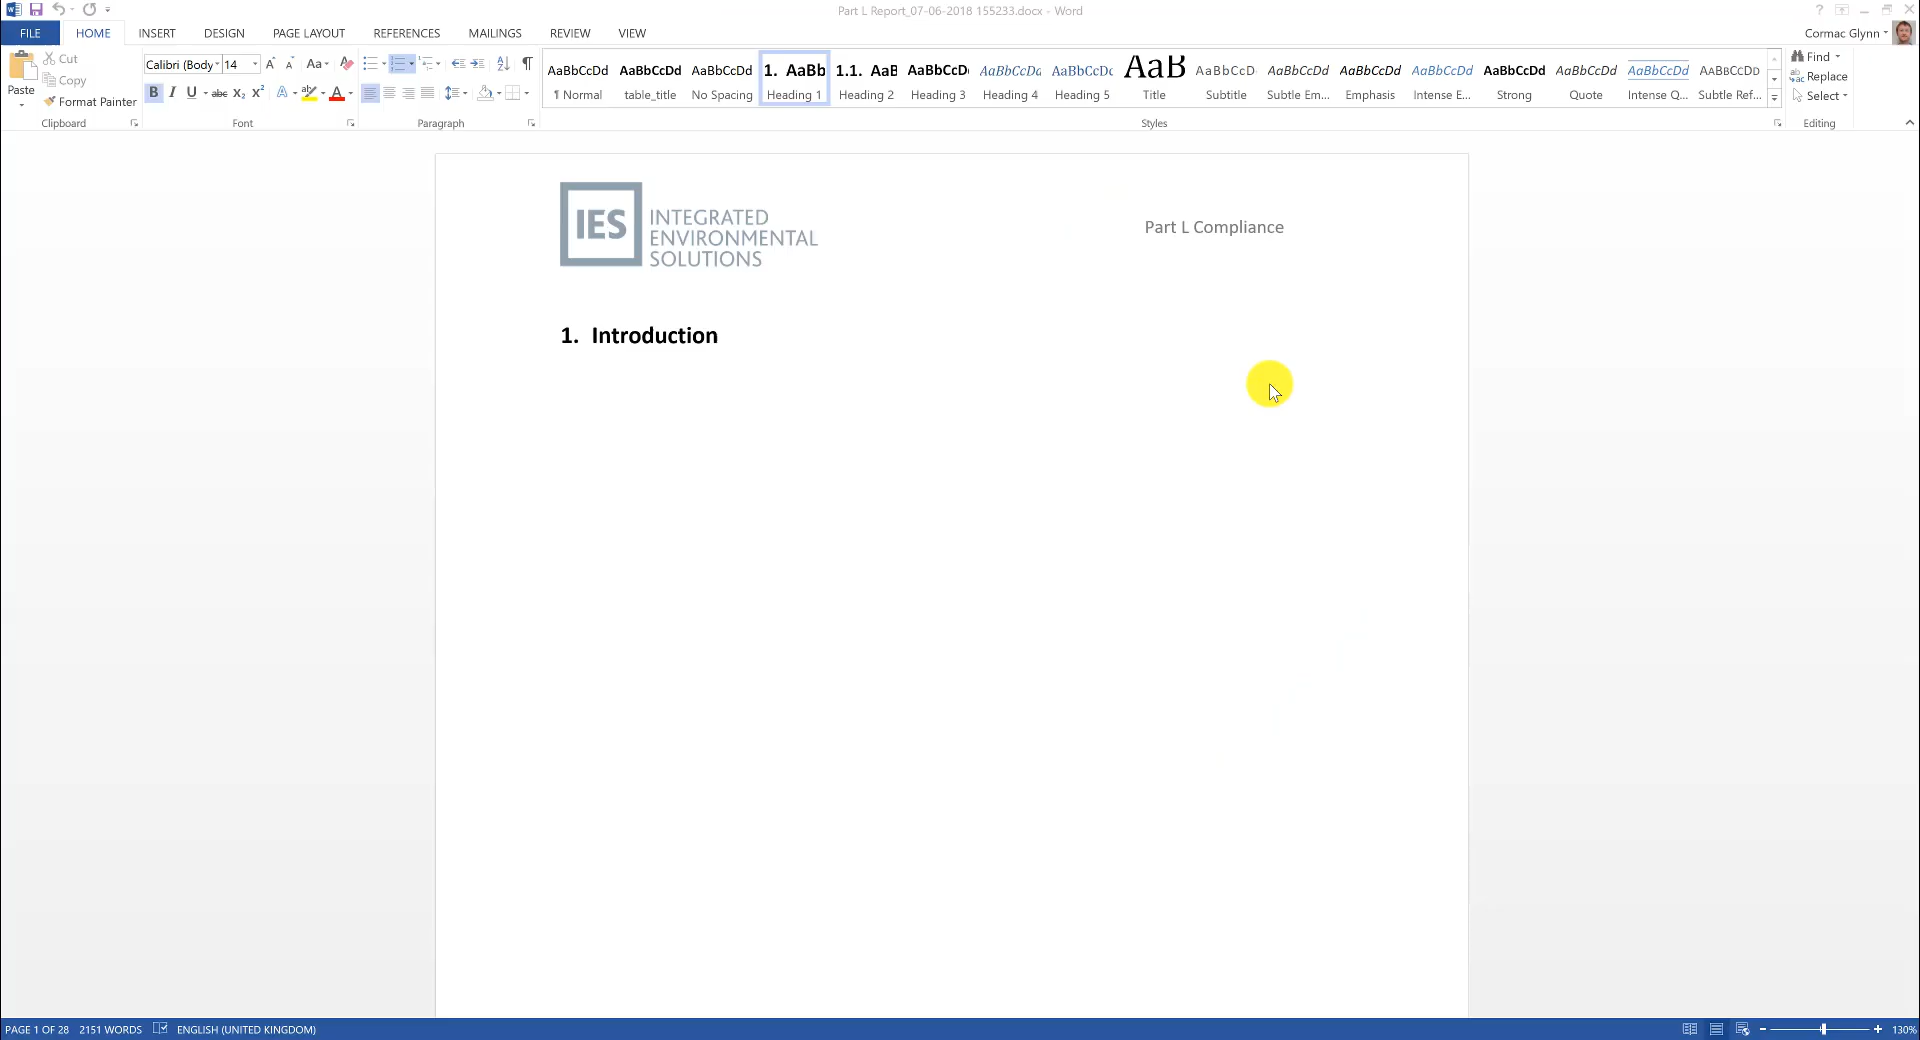 Part L Report_07-06-2018 155233.docx - Word
?
FILE HOME INSERT DESIGN PAGE LAYOUT REFERENCES MAILINGS REVIEW VIEW
Cormac Glynn
Paste
Cut
Copy
Format Painter
Clipboard
Calibri (Body 14
Aa
B I U abc X₂ X² A ab A
Font
Paragraph
AaBbCcDd AaBbCcDd AaBbCcDd 1. AaBb 1.1. AaB AaBbCcD AaBbCcDd AaBbCcDc AaB AaBbCcD AaBbCcDd AaBbCcDd AaBbCcDd AaBbCcDd AaBbCcDd AaBbCcDd AaBbCcDd
¶ Normal table_title No Spacing Heading 1 Heading 2 Heading 3 Heading 4 Heading 5 Title Subtitle Subtle Em... Emphasis Intense E... Strong Quote Intense Q... Subtle Ref...
Styles
Find
Replace
Select
Editing
IES INTEGRATED
ENVIRONMENTAL
SOLUTIONS
Part L Compliance
1. Introduction
PAGE 1 OF 28 2151 WORDS ENGLISH (UNITED KINGDOM)
130%